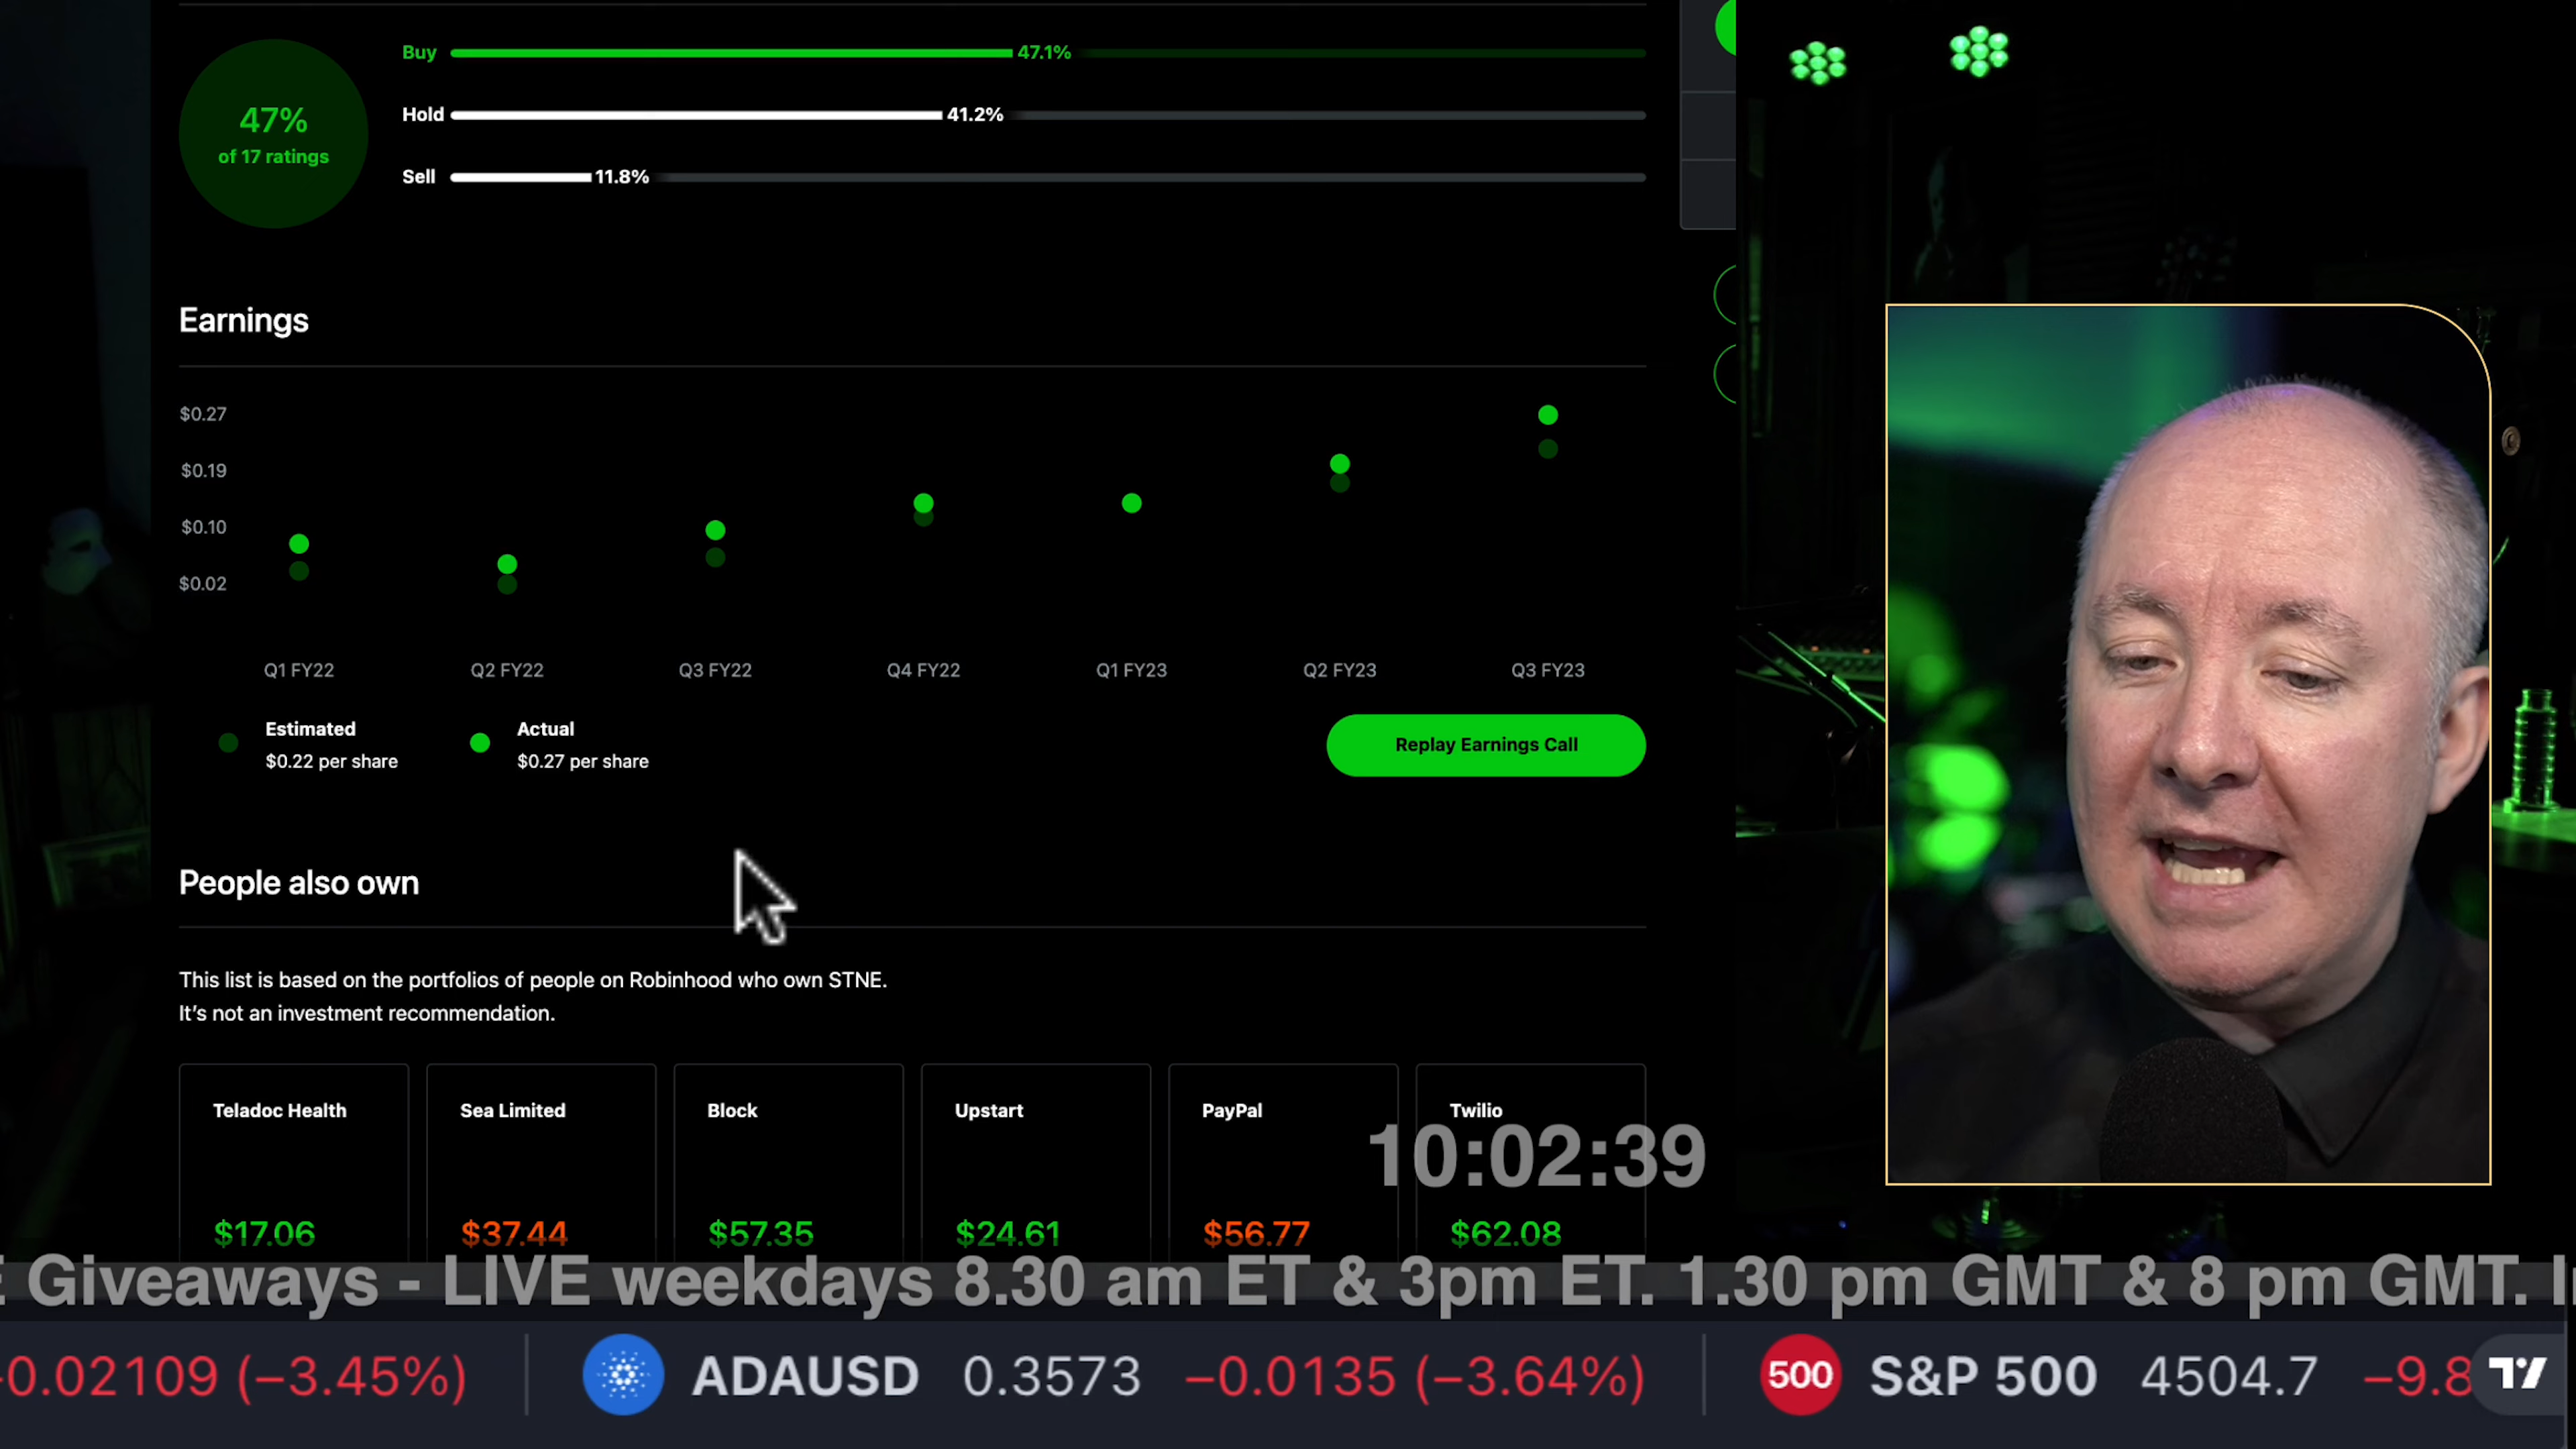 Buy 47.1%
47% Hold 41.2%
of 17 ratings
Sell 11.8%
Earnings
$0.27
$0.19
$0.10
$0.02
Q1 FY22 Q2 FY22 Q3 FY22 Q4 FY22 Q1 FY23 Q2 FY23 Q3 FY23
Estimated Actual
$0.22 per share $0.27 per share
Replay Earnings Call
People also own
This list is based on the portfolios of people on Robinhood who own STNE.
It's not an investment recommendation.
Teladoc Health Sea Limited Block Upstart PayPal Twilio
10:02:39
$17.06 $37.44 $57.35 $24.61 $56.77 $62.08
Giveaways - LIVE weekdays 8.30 am ET & 3pm ET. 1.30 pm GMT & 8 pm GMT.
0.02109 (−3.45%) ADAUSD 0.3573 −0.0135 (−3.64%) 500 S&P 500 4504.7 −9.8